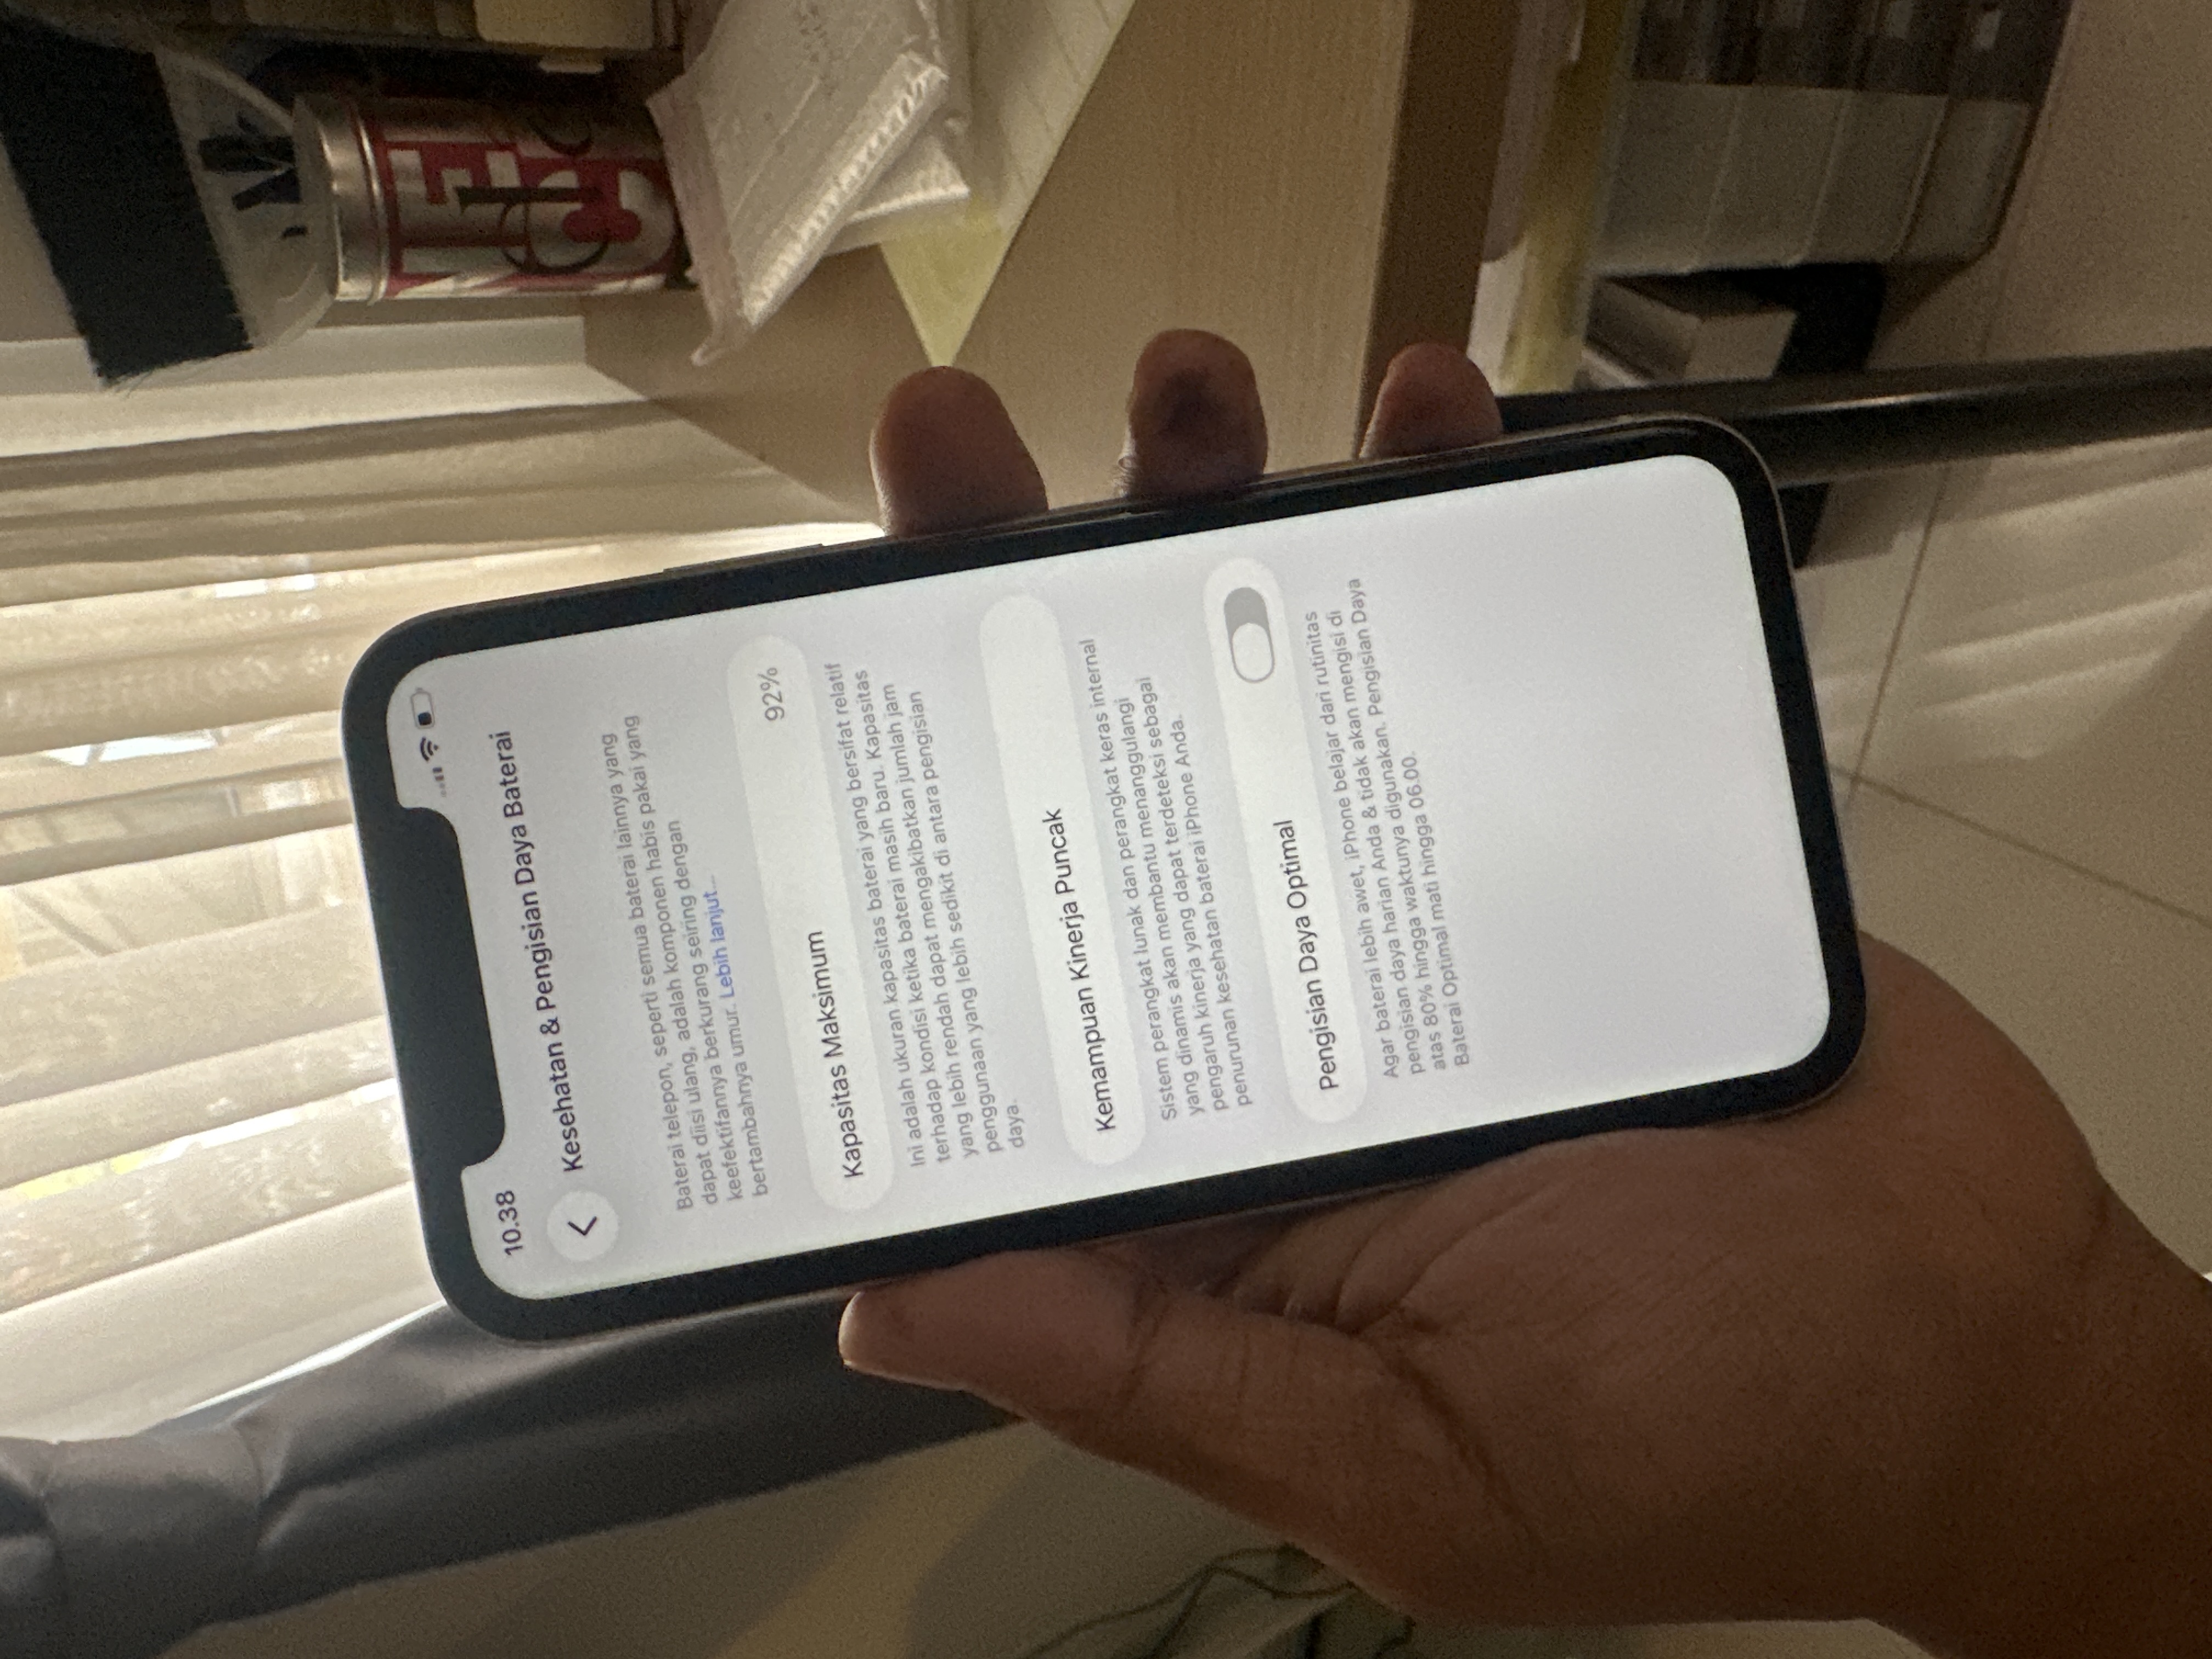 10.38
Kesehatan & Pengisian Daya Baterai
Baterai telepon, seperti semua baterai lainnya yang
dapat diisi ulang, adalah komponen habis pakai yang
keefektifannya berkurang seiring dengan
bertambahnya umur. Lebih lanjut...
Kapasitas Maksimum 92%
Ini adalah ukuran kapasitas baterai yang bersifat relatif
terhadap kondisi ketika baterai masih baru. Kapasitas
yang lebih rendah dapat mengakibatkan jumlah jam
penggunaan yang lebih sedikit di antara pengisian
daya.
Kemampuan Kinerja Puncak
Sistem perangkat lunak dan perangkat keras internal
yang dinamis akan membantu menanggulangi
pengaruh kinerja yang dapat terdeteksi sebagai
penurunan kesehatan baterai iPhone Anda.
Pengisian Daya Optimal
Agar baterai lebih awet, iPhone belajar dari rutinitas
pengisian daya harian Anda & tidak akan mengisi di
atas 80% hingga waktunya digunakan. Pengisian Daya
Baterai Optimal mati hingga 06.00.